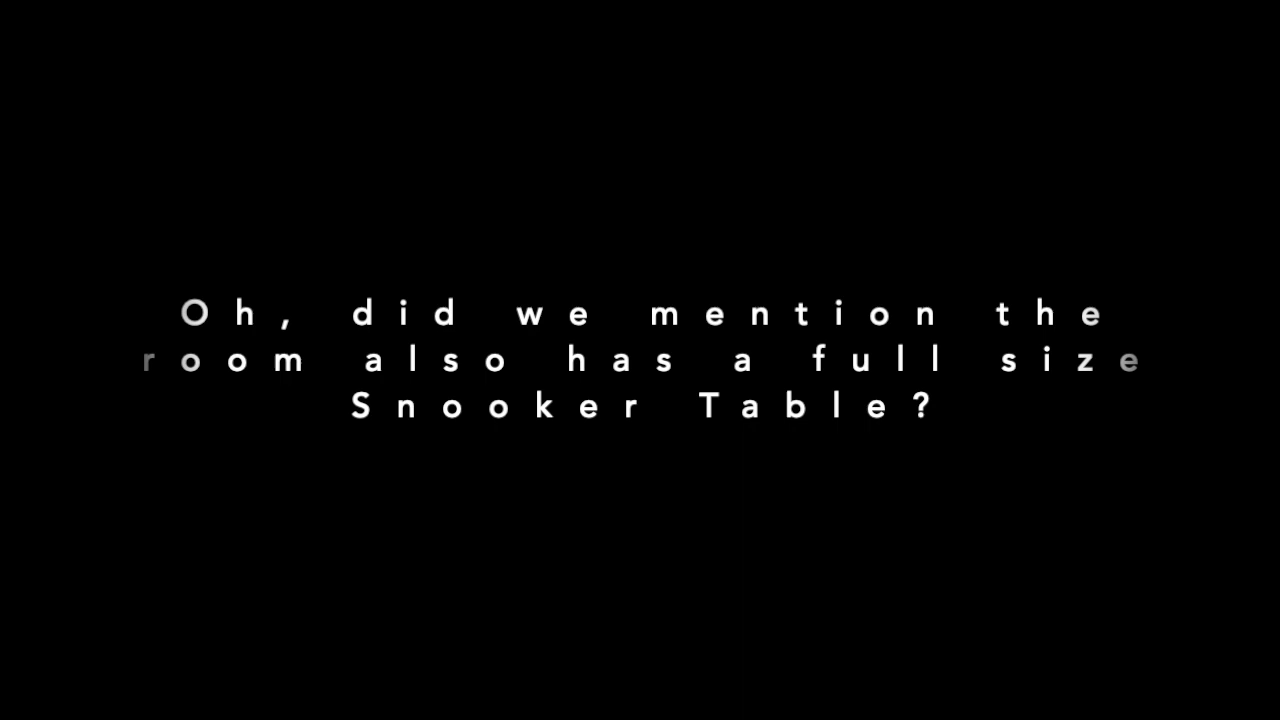 Oh, did we mention the
room also has a full size
Snooker Table?